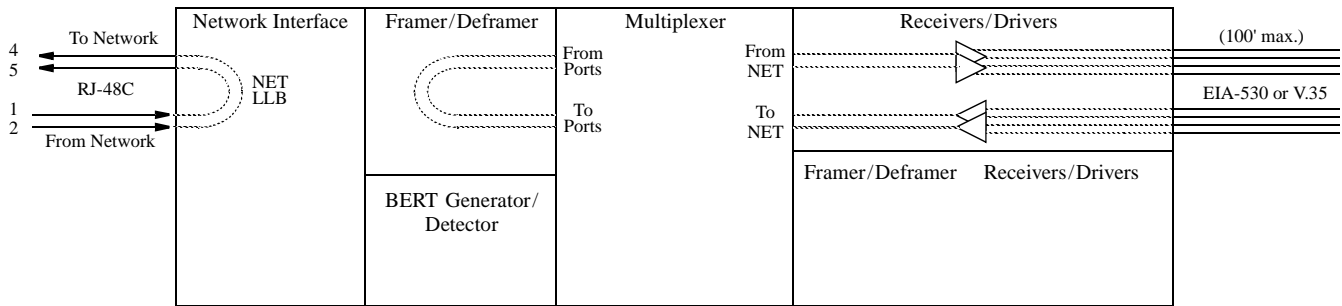 Network Interface
Framer/Deframer
Multiplexer
Receivers/Drivers
4
To Network
5
RJ-48C
1
2
From Network
NET
LLB
From
Ports
To
Ports
From
NET
To
NET
(100' max.)
EIA-530 or V.35
BERT Generator/
Detector
Framer/Deframer
Receivers/Drivers